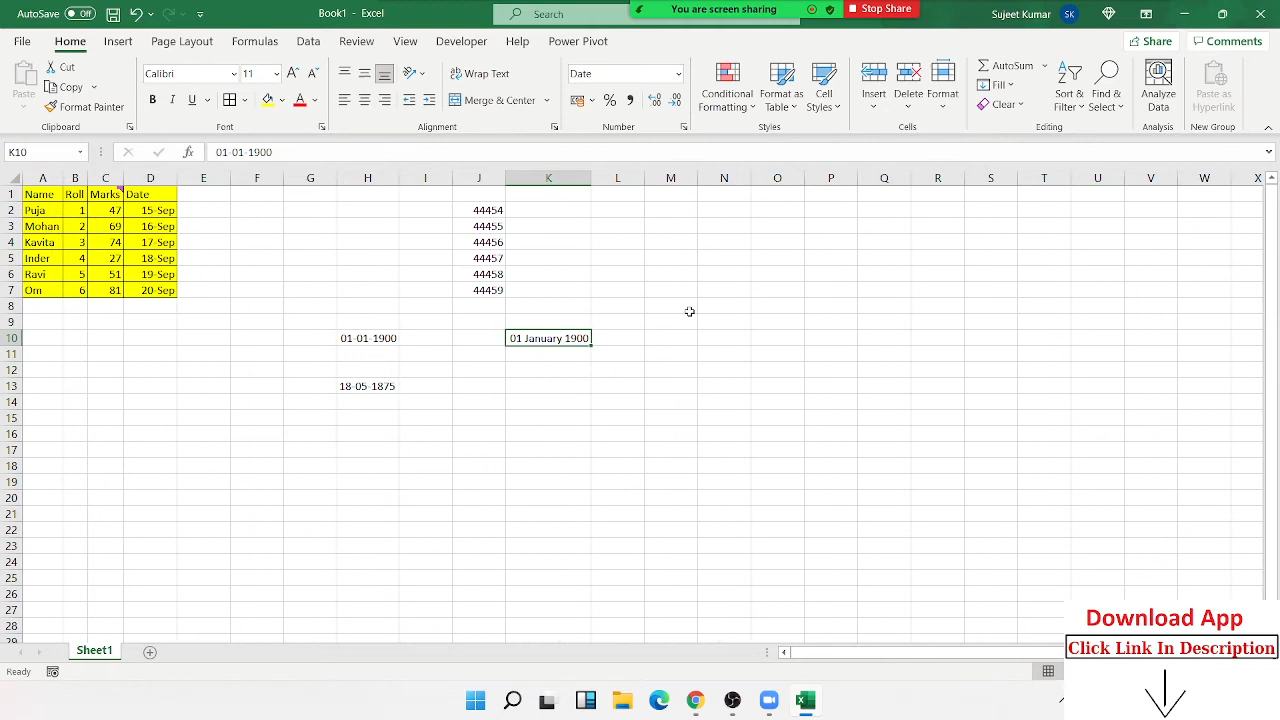 AutoSave Off Book1 - Excel Search You are screen sharing Stop Share Sujeet Kumar SK
File Home Insert Page Layout Formulas Data Review View Developer Help Power Pivot Share Comments
Paste Cut Copy Format Painter Clipboard
Calibri 11 B I U Font
Wrap Text Merge & Center Alignment
Date % Number
Conditional Formatting Format as Table Cell Styles Styles
Insert Delete Format Cells
AutoSum Fill Clear Sort & Filter Find & Select Editing
Analyze Data Analysis
Paste as Hyperlink New Group
K10 fx 01-01-1900
A B C D E F G H I J K L M N O P Q R S T U V W X
1 Name Roll Marks Date
2 Puja 1 47 15-Sep 44454
3 Mohan 2 69 16-Sep 44455
4 Kavita 3 74 17-Sep 44456
5 Inder 4 27 18-Sep 44457
6 Ravi 5 51 19-Sep 44458
7 Om 6 81 20-Sep 44459
8
9
10 01-01-1900 01 January 1900
11
12
13 18-05-1875
14
15
16
17
18
19
20
21
22
23
24
25
26
27
28
29
Download App
Click Link In Description
Sheet1
Ready